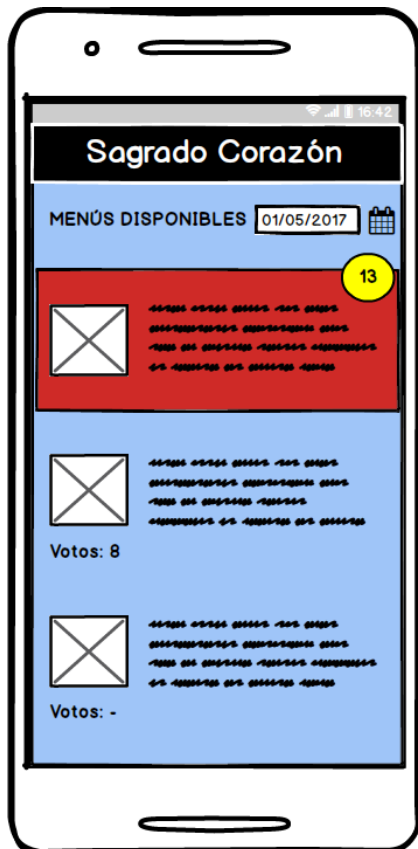 16:42
Sagrado Corazón
MENÚS DISPONIBLES 01/05/2017
13
Votos: 8
Votos: -